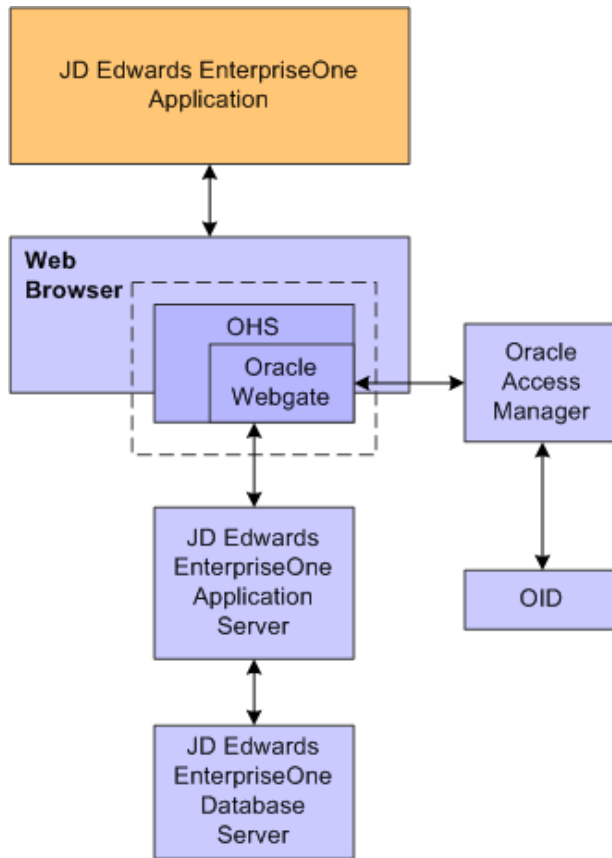 JD Edwards EnterpriseOne
Application
Web
Browser
OHS
Oracle
Webgate
Oracle
Access
Manager
JD Edwards
EnterpriseOne
Application
Server
OID
JD Edwards
EnterpriseOne
Database
Server